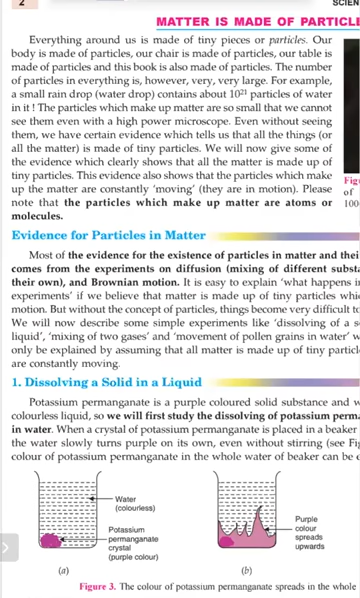 2
SCIEN
MATTER IS MADE OF PARTICL
Everything around us is made of tiny pieces or particles. Our
body is made of particles, our chair is made of particles, our table is
made of particles and this book is also made of particles. The number
of particles in everything is, however, very, very large. For example,
a small rain drop (water drop) contains about 10²¹ particles of water
in it ! The particles which make up matter are so small that we cannot
see them even with a high power microscope. Even without seeing
them, we have certain evidence which tells us that all the things (or
all the matter) is made of tiny particles. We will now give some of
the evidence which clearly shows that all the matter is made up of
tiny particles. This evidence also shows that the particles which make
up the matter are constantly ‘moving’ (they are in motion). Please
note that the particles which make up matter are atoms or
molecules.
Figu
of
100
Evidence for Particles in Matter
Most of the evidence for the existence of particles in matter and thei
comes from the experiments on diffusion (mixing of different substa
their own), and Brownian motion. It is easy to explain ‘what happens i
experiments’ if we believe that matter is made up of tiny particles whi
motion. But without the concept of particles, things become very difficult to
We will now describe some simple experiments like ‘dissolving of a s
liquid’, ‘mixing of two gases’ and ‘movement of pollen grains in water’ w
only be explained by assuming that all matter is made up of tiny particl
are constantly moving.
1. Dissolving a Solid in a Liquid
Potassium permanganate is a purple coloured solid substance and w
colourless liquid, so we will first study the dissolving of potassium perma
in water. When a crystal of potassium permanganate is placed in a beaker
the water slowly turns purple on its own, even without stirring (see Fig
colour of potassium permanganate in the whole water of beaker can be e
Water
(colourless)
Potassium
permanganate
crystal
(purple colour)
Purple
colour
spreads
upwards
(a)
(b)
Figure 3. The colour of potassium permanganate spreads in the whole